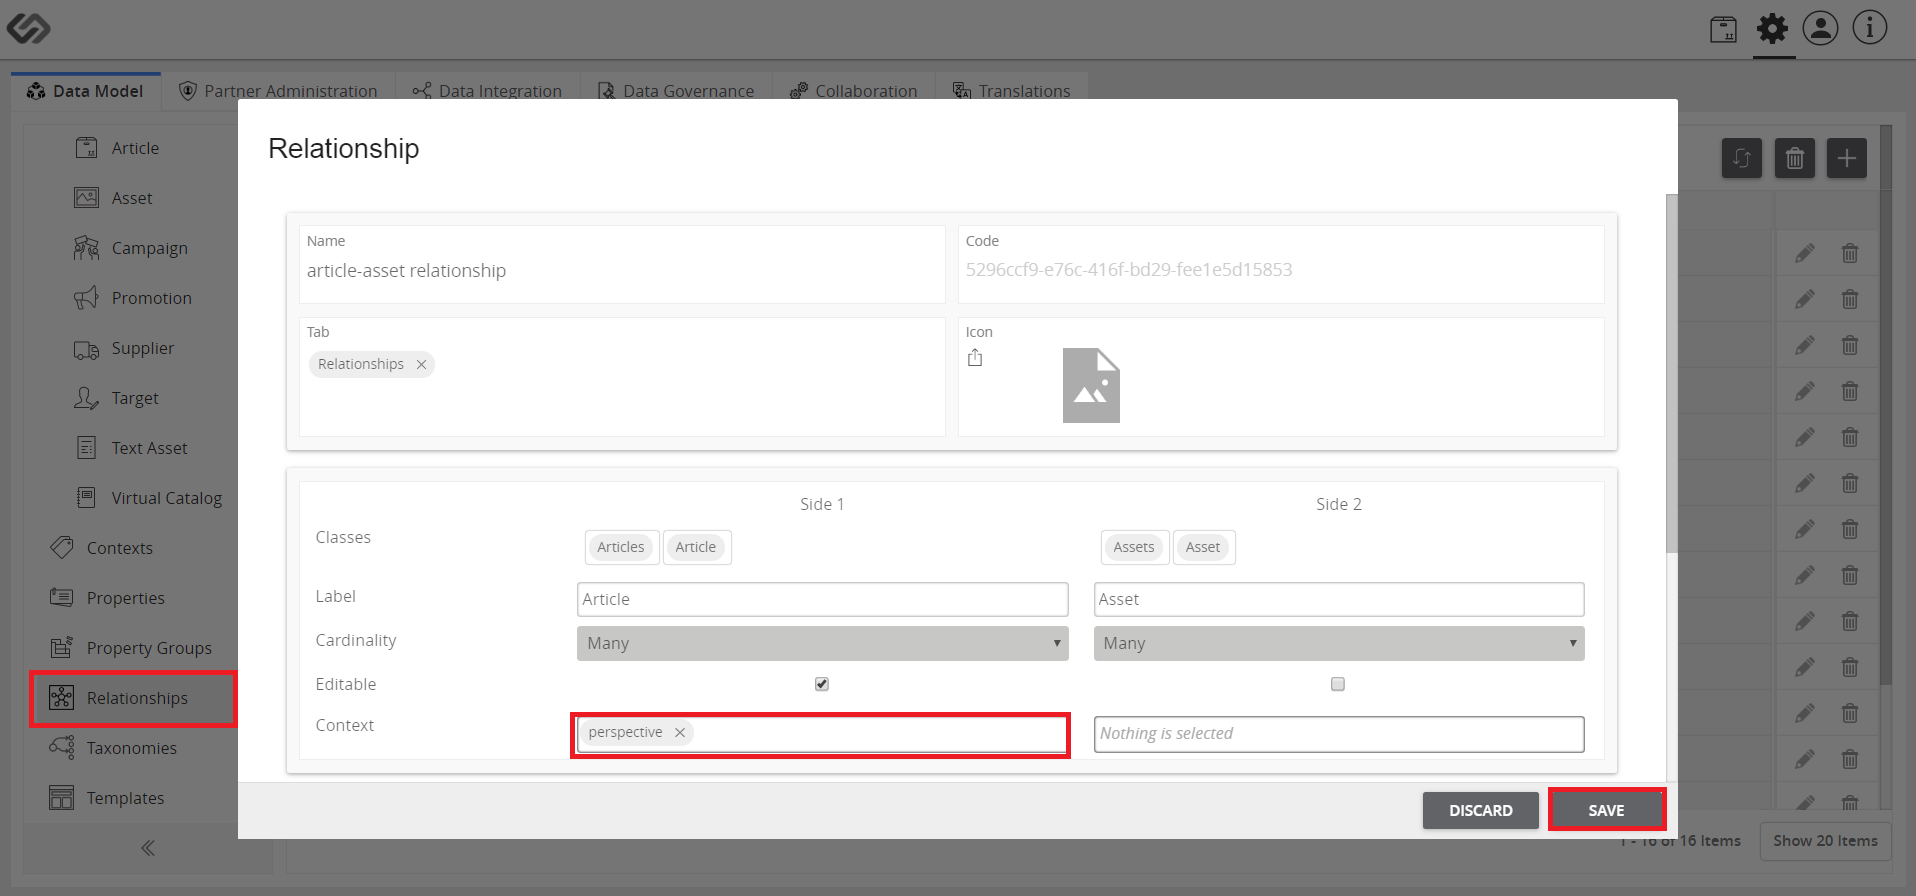 Data Model
Partner Administration
Data Integration
Data Governance
Collaboration
Translations
Article
Asset
Campaign
Promotion
Supplier
Target
Text Asset
Virtual Catalog
Contexts
Properties
Property Groups
Relationships
Taxonomies
Templates
Relationship
Name
article-asset relationship
Code
5296ccf9-e76c-416f-bd29-fee1e5d15853
Tab
Relationships
Icon
Side 1 Side 2
Classes Articles Article Assets Asset
Label Article Asset
Cardinality Many Many
Editable
Context perspective Nothing is selected
DISCARD SAVE
1 - 16 of 16 Items Show 20 Items